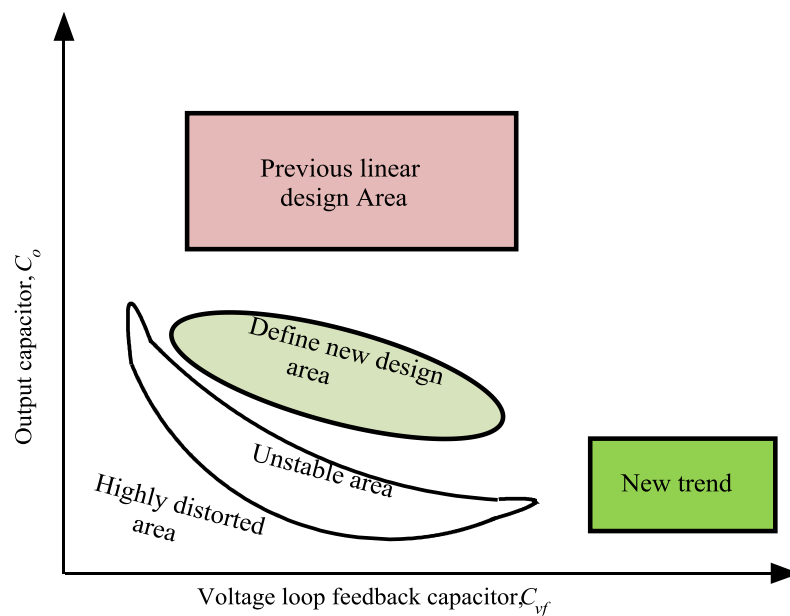 Previous linear
design Area
Output capacitor, Co
Define new design
area
Unstable area
Highly distorted
area
New trend
Voltage loop feedback capacitor,Cvf